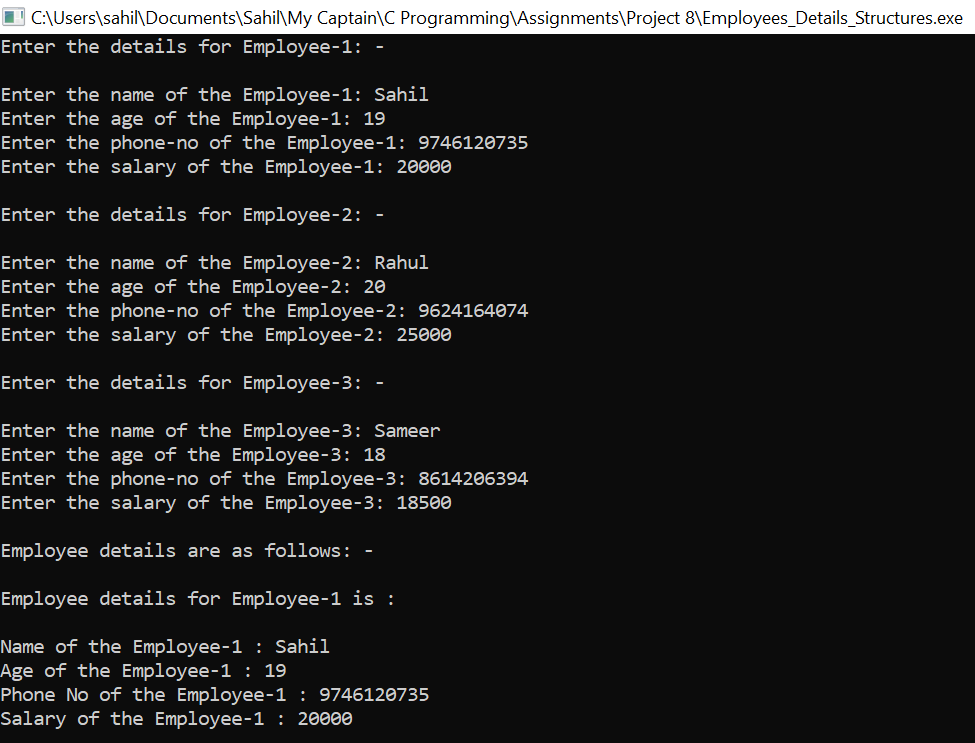 C:\Users\sahil\Documents\Sahil\My Captain\C Programming\Assignments\Project 8\Employees_Details_Structures.exe
Enter the details for Employee-1: -
Enter the name of the Employee-1: Sahil
Enter the age of the Employee-1: 19
Enter the phone-no of the Employee-1: 9746120735
Enter the salary of the Employee-1: 20000
Enter the details for Employee-2: -
Enter the name of the Employee-2: Rahul
Enter the age of the Employee-2: 20
Enter the phone-no of the Employee-2: 9624164074
Enter the salary of the Employee-2: 25000
Enter the details for Employee-3: -
Enter the name of the Employee-3: Sameer
Enter the age of the Employee-3: 18
Enter the phone-no of the Employee-3: 8614206394
Enter the salary of the Employee-3: 18500
Employee details are as follows: -
Employee details for Employee-1 is :
Name of the Employee-1 : Sahil
Age of the Employee-1 : 19
Phone No of the Employee-1 : 9746120735
Salary of the Employee-1 : 20000